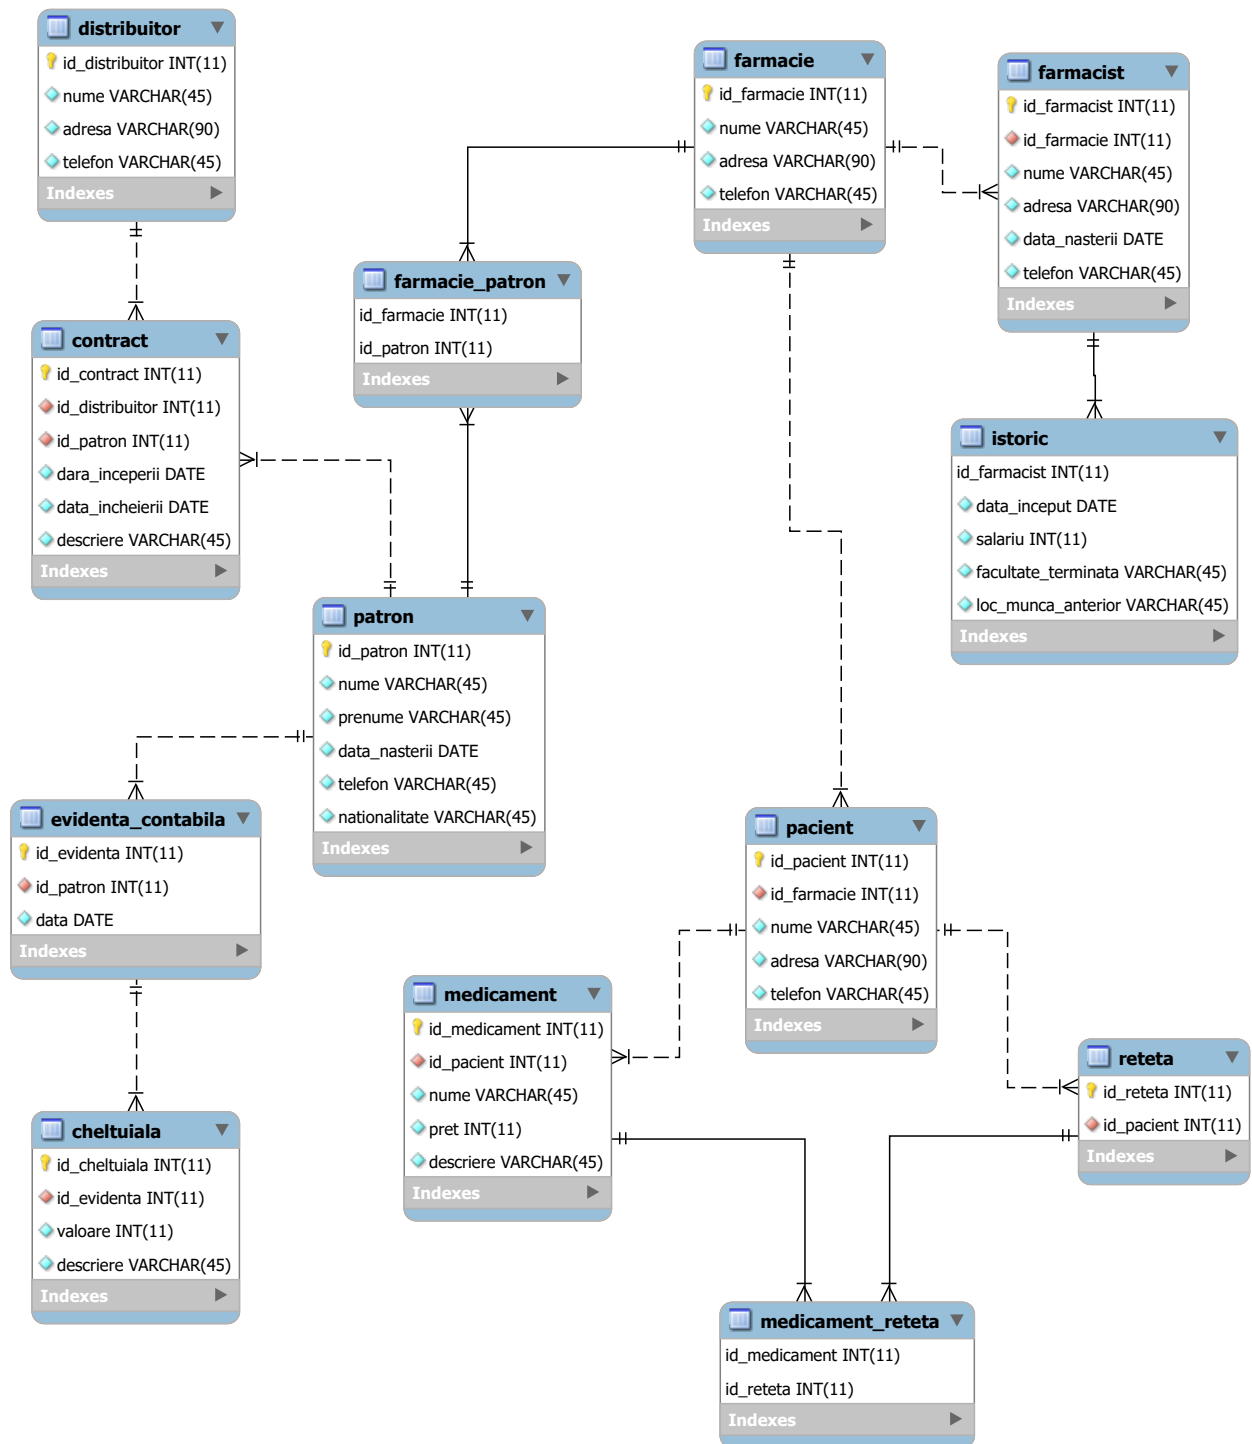 distribuitor
id_distribuitor INT(11)
nume VARCHAR(45)
adresa VARCHAR(90)
telefon VARCHAR(45)
Indexes
farmacie
id_farmacie INT(11)
nume VARCHAR(45)
adresa VARCHAR(90)
telefon VARCHAR(45)
Indexes
farmacist
id_farmacist INT(11)
id_farmacie INT(11)
nume VARCHAR(45)
adresa VARCHAR(90)
data_nasterii DATE
telefon VARCHAR(45)
Indexes
farmacie_patron
id_farmacie INT(11)
id_patron INT(11)
Indexes
contract
id_contract INT(11)
id_distribuitor INT(11)
id_patron INT(11)
dara_inceperii DATE
data_incheierii DATE
descriere VARCHAR(45)
Indexes
istoric
id_farmacist INT(11)
data_inceput DATE
salariu INT(11)
facultate_terminata VARCHAR(45)
loc_munca_anterior VARCHAR(45)
Indexes
patron
id_patron INT(11)
nume VARCHAR(45)
prenume VARCHAR(45)
data_nasterii DATE
telefon VARCHAR(45)
nationalitate VARCHAR(45)
Indexes
evidenta_contabila
id_evidenta INT(11)
id_patron INT(11)
data DATE
Indexes
pacient
id_pacient INT(11)
id_farmacie INT(11)
nume VARCHAR(45)
adresa VARCHAR(90)
telefon VARCHAR(45)
Indexes
medicament
id_medicament INT(11)
id_pacient INT(11)
nume VARCHAR(45)
pret INT(11)
descriere VARCHAR(45)
Indexes
reteta
id_reteta INT(11)
id_pacient INT(11)
Indexes
cheltuiala
id_cheltuiala INT(11)
id_evidenta INT(11)
valoare INT(11)
descriere VARCHAR(45)
Indexes
medicament_reteta
id_medicament INT(11)
id_reteta INT(11)
Indexes